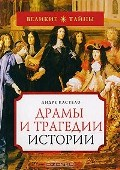 ВЕЛИКИЕ ТАЙНЫ
АНДРЕ КАСТЕЛО
ДРАМЫ И ТРАГЕДИИ
ИСТОРИИ